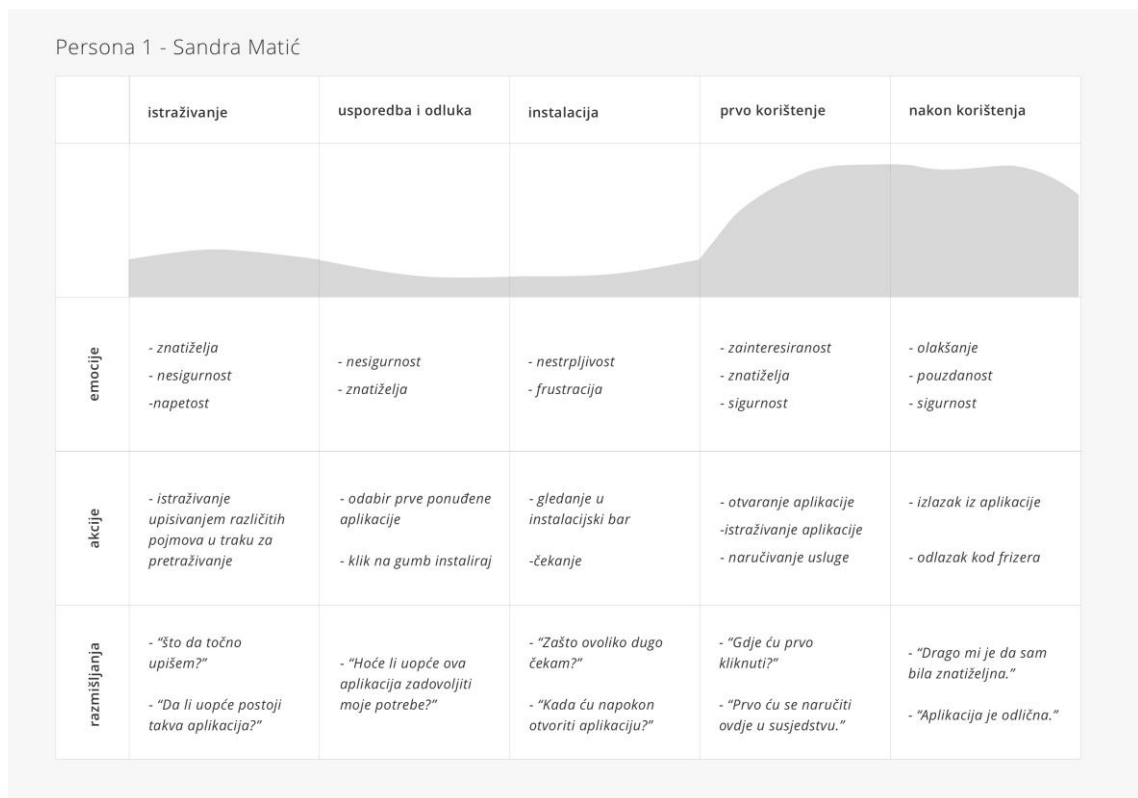 Persona 1 - Sandra Matić
istraživanje
usporedba i odluka
instalacija
prvo korištenje
nakon korištenja
emocije
- znatiželja
- nesigurnost
-napetost
- nesigurnost
- znatiželja
- nestrpljivost
- frustracija
- zainteresiranost
- znatiželja
- sigurnost
- olakšanje
- pouzdanost
- sigurnost
akcije
- istraživanje
upisivanjem različitih
pojmova u traku za
pretraživanje
- odabir prve ponuđene
aplikacije
- klik na gumb instaliraj
- gledanje u
instalacijski bar
-čekanje
- otvaranje aplikacije
-istraživanje aplikacije
- naručivanje usluge
- izlazak iz aplikacije
- odlazak kod frizera
razmišljanja
- “što da točno
upišem?”
- “Da li uopće postoji
takva aplikacija?”
- “Hoće li uopće ova
aplikacija zadovoljiti
moje potrebe?”
- “Zašto ovoliko dugo
čekam?”
- “Kada ću napokon
otvoriti aplikaciju?”
- “Gdje ću prvo
kliknuti?”
- “Prvo ću se naručiti
ovdje u susjedstvu.”
- “Drago mi je da sam
bila znatiželjna.”
- “Aplikacija je odlična.”